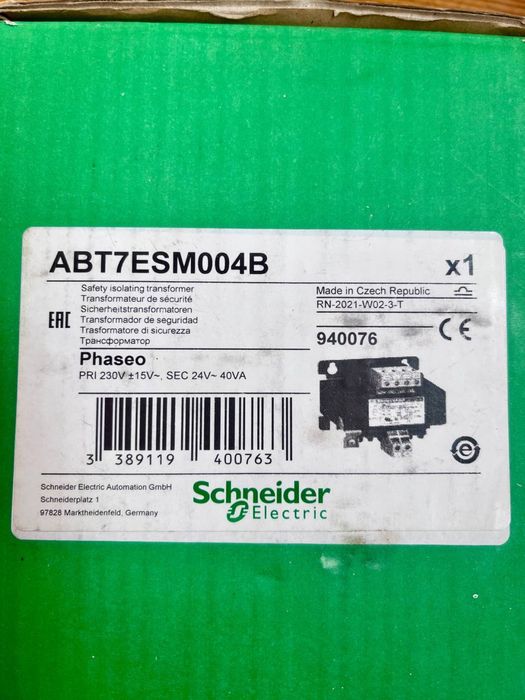 ABT7ESM004B
x1
Safety isolating transformer
Transformateur de sécurité
Sicherheitstransformatoren
Transformador de seguridad
Trasformatore di sicurezza
Трансформатор
EAC
Made in Czech Republic
RN-2021-W02-3-T
940076
CE
Phaseo
PRI 230V ±15V~, SEC 24V~ 40VA
3 389119 400763
Schneider Electric Automation GmbH
Schneiderplatz 1
97828 Marktheidenfeld, Germany
Schneider
Electric